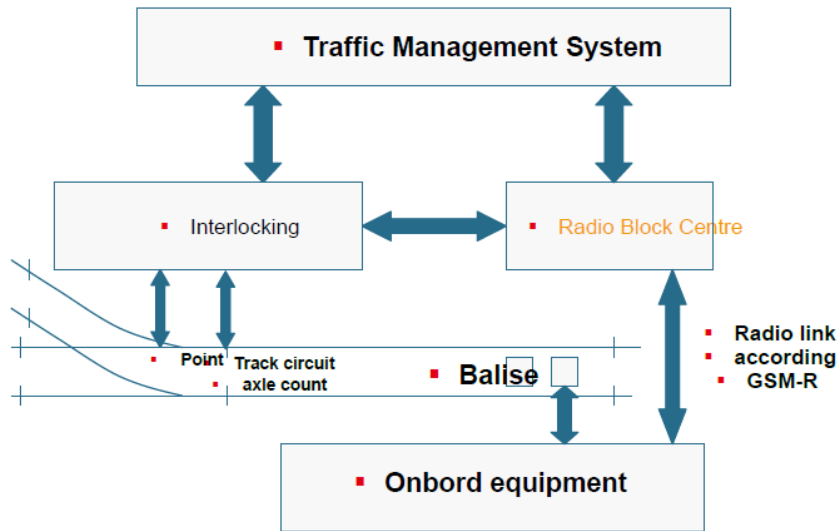 Traffic Management System
Interlocking
Radio Block Centre
Radio link
according
GSM-R
Point
Track circuit
axle count
Balise
Onbord equipment